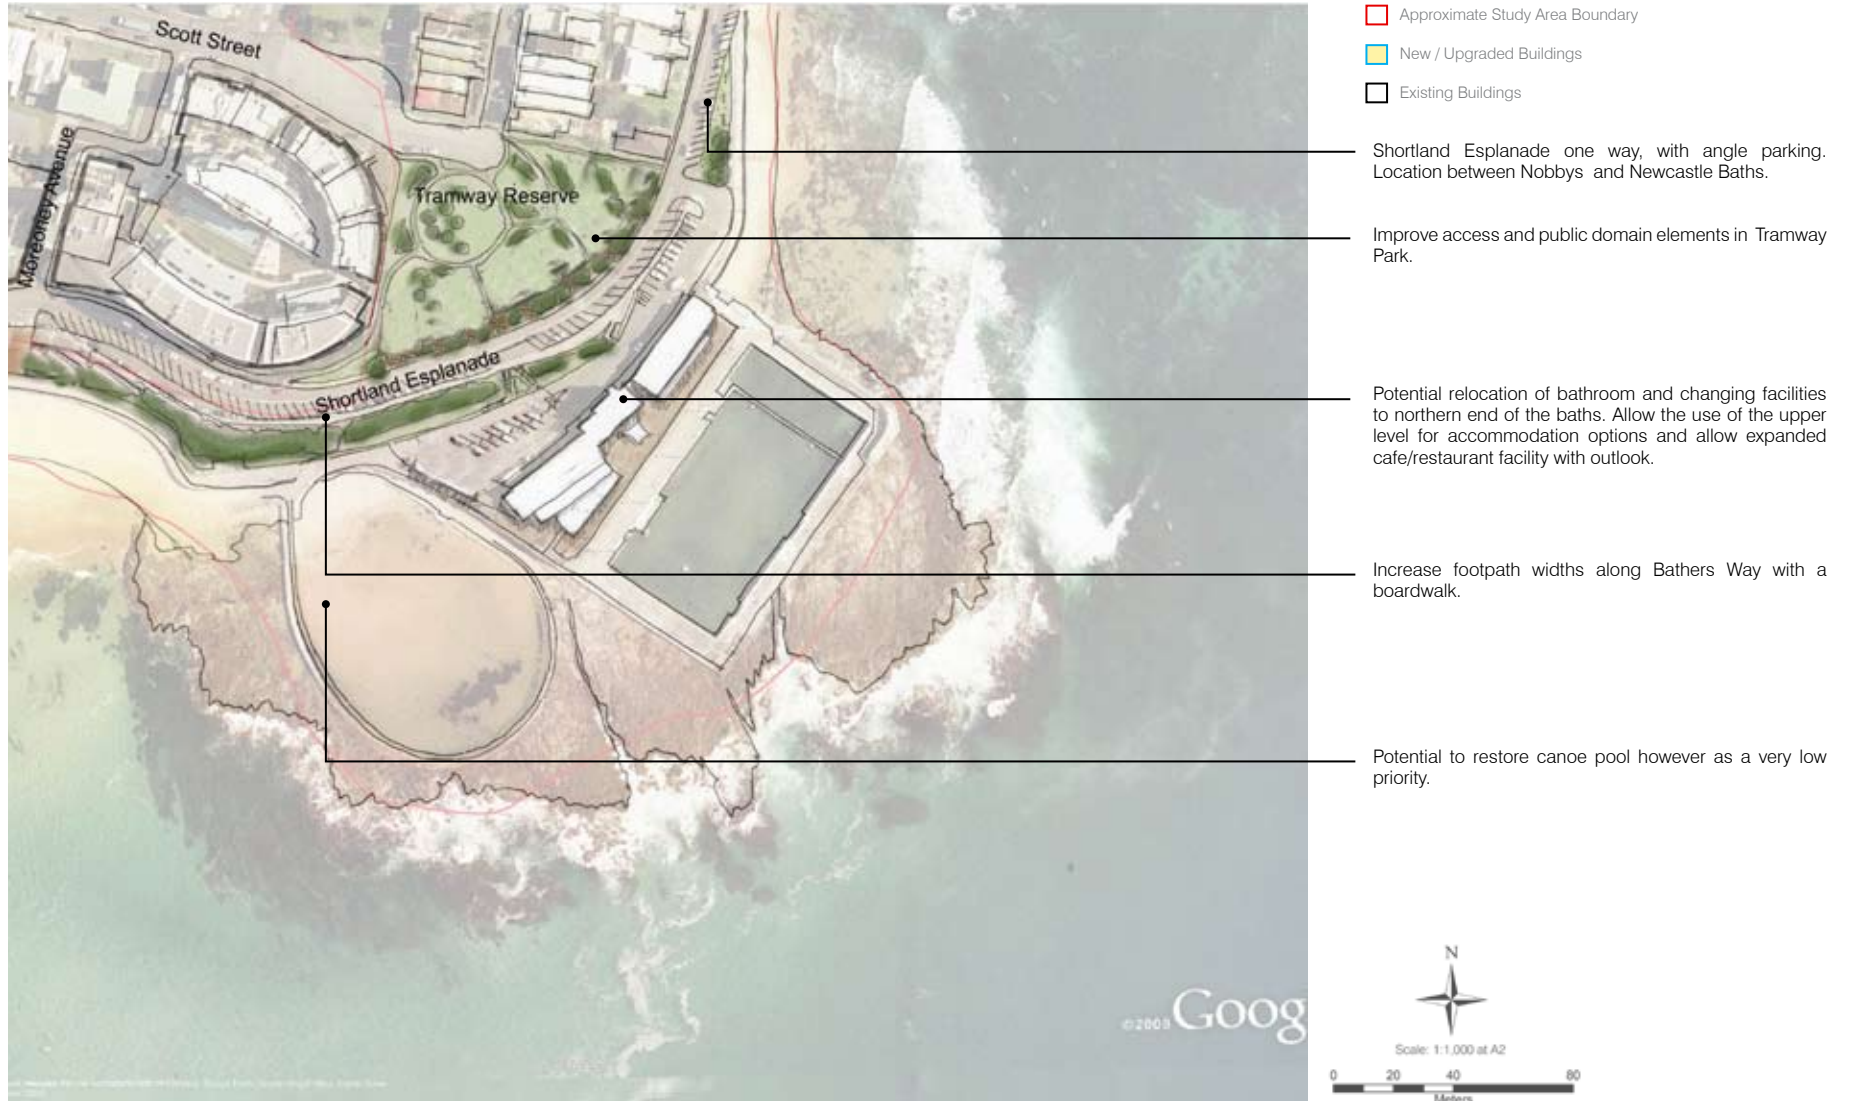 Scott Street
Moreoney Avenue
Tramway Reserve
Shortland Esplanade
Approximate Study Area Boundary
New / Upgraded Buildings
Existing Buildings
Shortland Esplanade one way, with angle parking.
Location between Nobbys and Newcastle Baths.
Improve access and public domain elements in Tramway
Park.
Potential relocation of bathroom and changing facilities
to northern end of the baths. Allow the use of the upper
level for accommodation options and allow expanded
cafe/restaurant facility with outlook.
Increase footpath widths along Bathers Way with a
boardwalk.
Potential to restore canoe pool however as a very low
priority.
©2008 Goog
N
Scale: 1:1,000 at A2
0 20 40 80
Meters